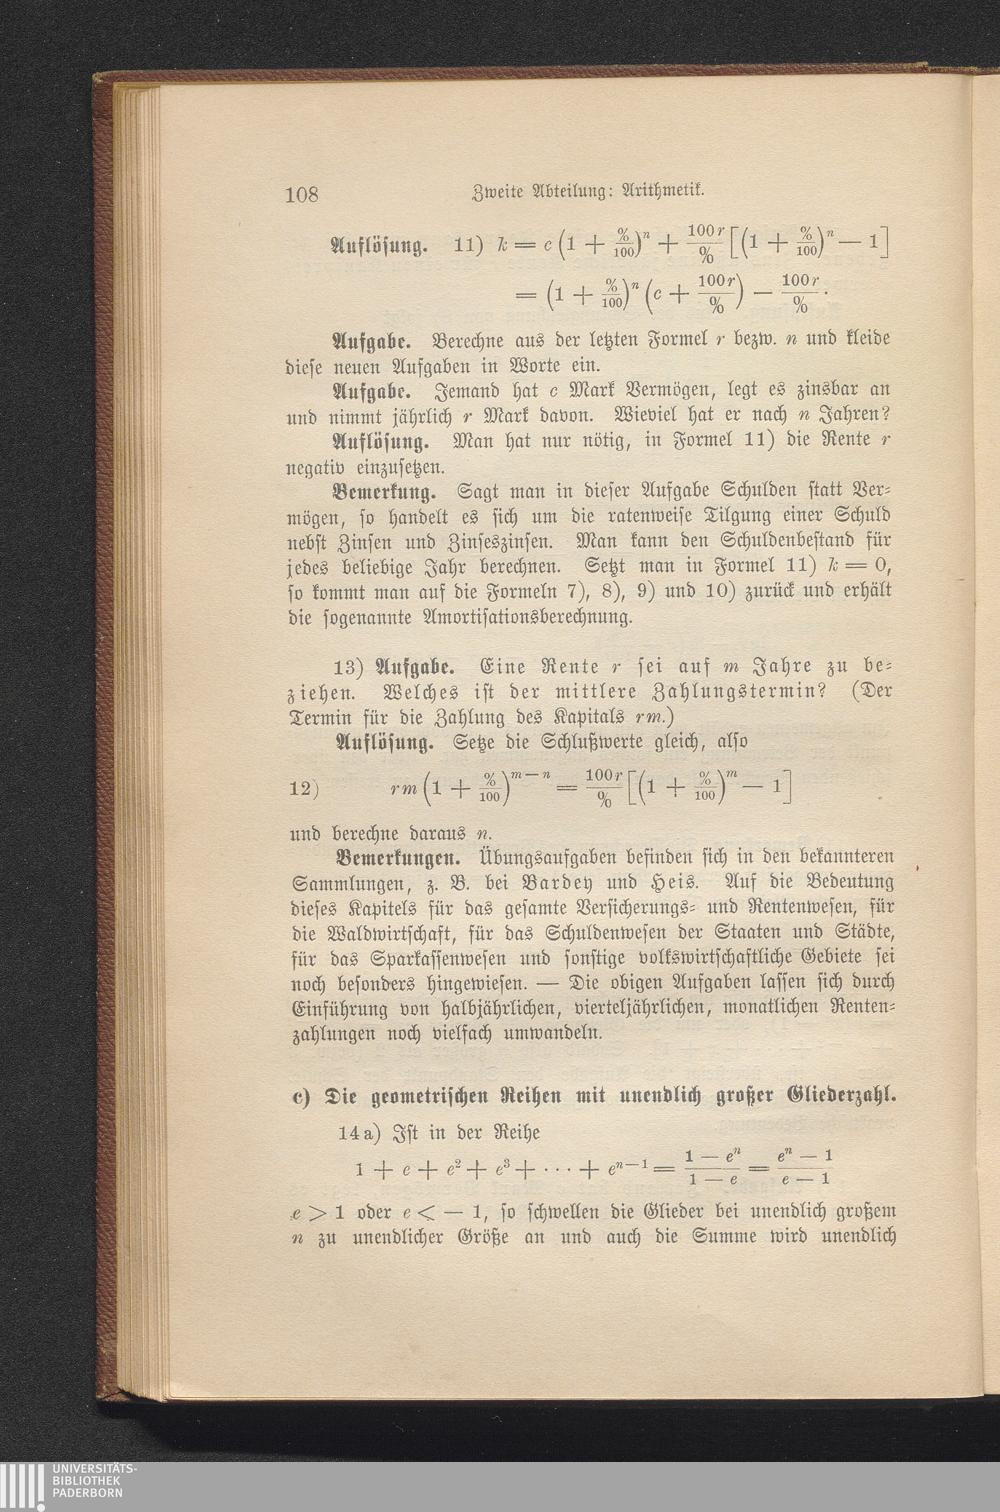 108
Zweite Abteilung: Arithmetik.
Auflösung. 11) k = c (1 + %/100)^n + 100r/% [(1 + %/100)^n — 1]
= (1 + %/100)^n (c + 100r/%) — 100r/%.
Aufgabe. Berechne aus der letzten Formel r bezw. n und kleide
diese neuen Aufgaben in Worte ein.
Aufgabe. Jemand hat c Mark Vermögen, legt es zinsbar an
und nimmt jährlich r Mark davon. Wieviel hat er nach n Jahren?
Auflösung. Man hat nur nötig, in Formel 11) die Rente r
negativ einzusetzen.
Bemerkung. Sagt man in dieser Aufgabe Schulden statt Ver-
mögen, so handelt es sich um die ratenweise Tilgung einer Schuld
nebst Zinsen und Zinseszinsen. Man kann den Schuldenbestand für
jedes beliebige Jahr berechnen. Setzt man in Formel 11) k = 0,
so kommt man auf die Formeln 7), 8), 9) und 10) zurück und erhält
die sogenannte Amortisationsberechnung.
13) Aufgabe. Eine Rente r sei auf m Jahre zu be-
ziehen. Welches ist der mittlere Zahlungstermin? (Der
Termin für die Zahlung des Kapitals rm.)
Auflösung. Setze die Schlußwerte gleich, also
12) rm (1 + %/100)^{m — n} = 100r/% [(1 + %/100)^m — 1]
und berechne daraus n.
Bemerkungen. Übungsaufgaben befinden sich in den bekannteren
Sammlungen, z. B. bei Bardey und Heis. Auf die Bedeutung
dieses Kapitels für das gesamte Versicherungs- und Rentenwesen, für
die Waldwirtschaft, für das Schuldenwesen der Staaten und Städte,
für das Sparkassenwesen und sonstige volkswirtschaftliche Gebiete sei
noch besonders hingewiesen. — Die obigen Aufgaben lassen sich durch
Einführung von halbjährlichen, vierteljährlichen, monatlichen Renten-
zahlungen noch vielfach umwandeln.
c) Die geometrischen Reihen mit unendlich großer Gliederzahl.
14a) Ist in der Reihe
1 + e + e² + e³ + · · · + e^{n—1} = (1 — e^n)/(1 — e) = (e^n — 1)/(e — 1)
e > 1 oder e < — 1, so schwellen die Glieder bei unendlich großem
n zu unendlicher Größe an und auch die Summe wird unendlich
UNIVERSITÄTS-
BIBLIOTHEK
PADERBORN